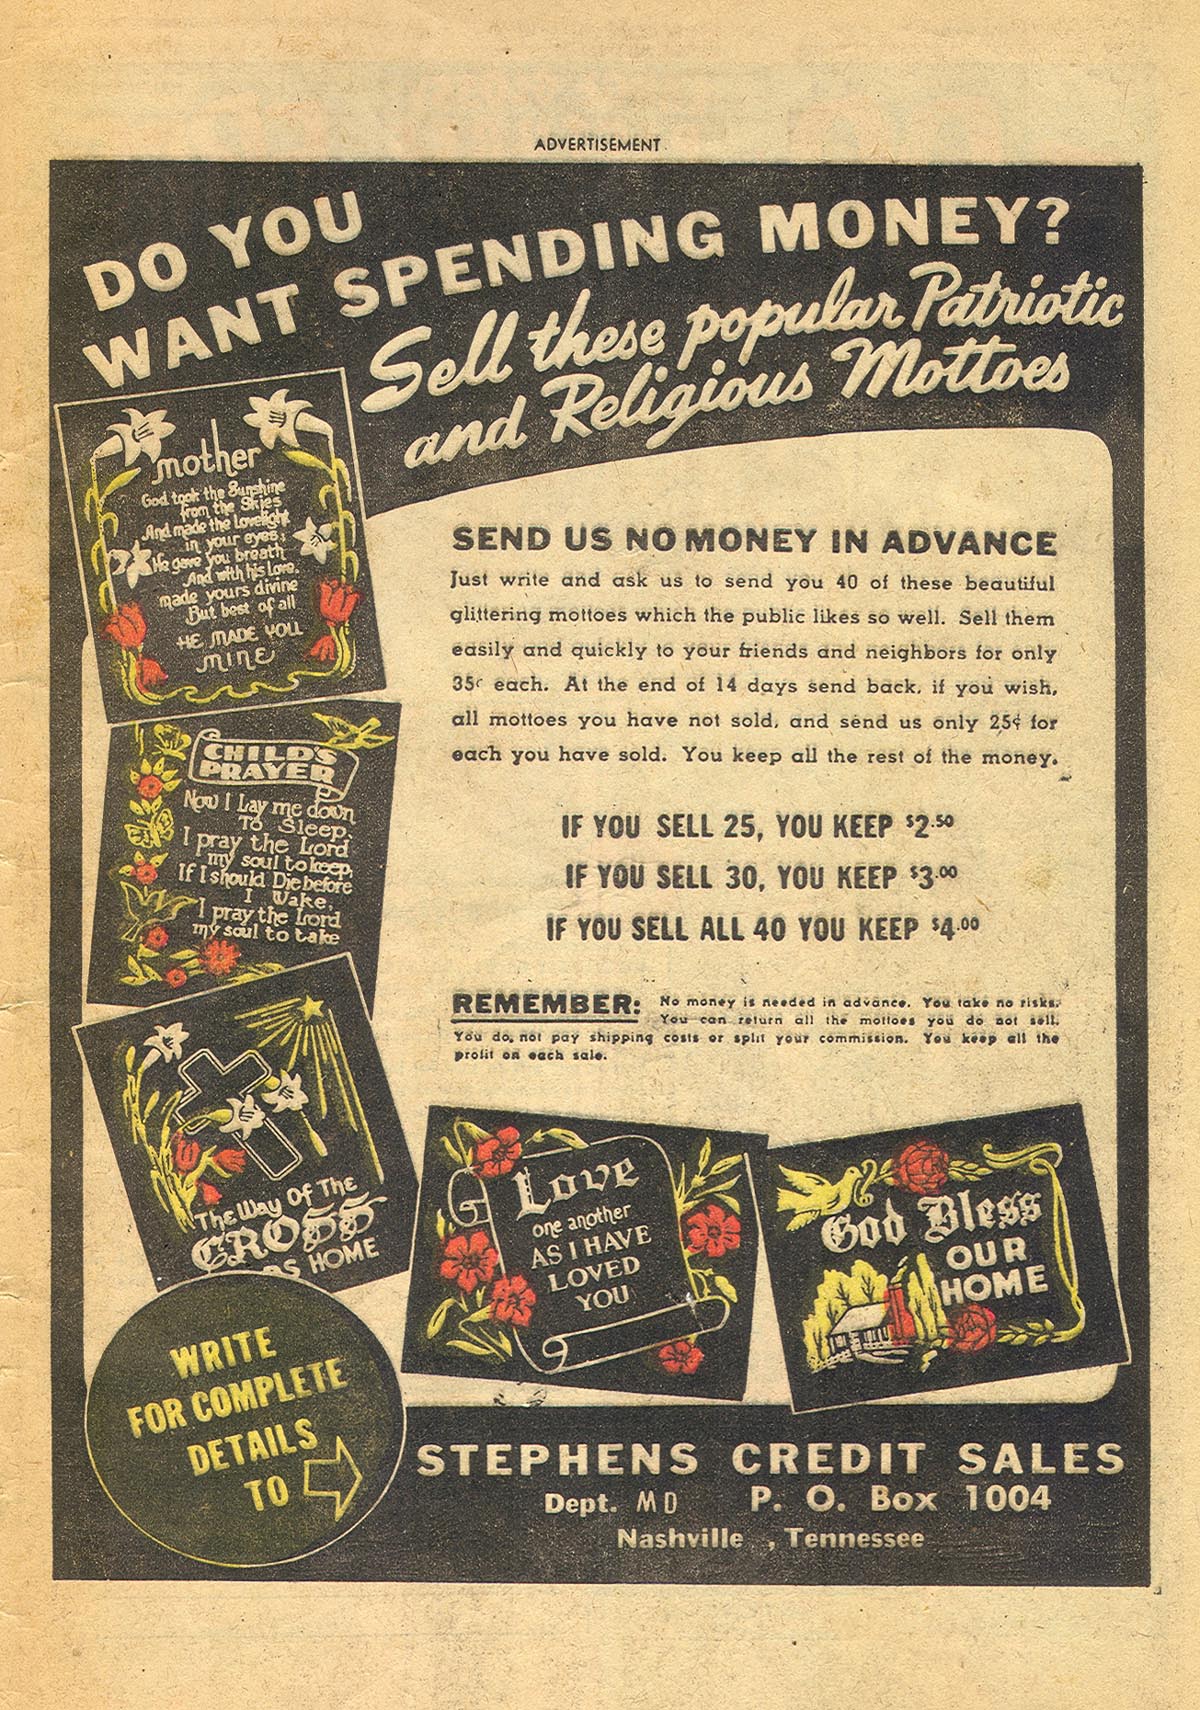 ADVERTISEMENT
DO YOU
WANT SPENDING MONEY?
Sell these popular Patriotic
and Religious Mottoes
mother
God took the Sunshine
from the Skies
And made the Lovelight
in your eyes;
He gave you breath
And with his Love,
made yours divine
But best of all
HE MADE YOU
MINE
CHILD'S
PRAYER
Now I Lay me down
To Sleep,
I pray the Lord
my soul to keep,
If I should Die before
I Wake,
I pray the Lord
my soul to take
The Way Of The
CROSS
DS HOME
SEND US NO MONEY IN ADVANCE
Just write and ask us to send you 40 of these beautiful
glittering mottoes which the public likes so well. Sell them
easily and quickly to your friends and neighbors for only
35¢ each. At the end of 14 days send back, if you wish,
all mottoes you have not sold, and send us only 25¢ for
each you have sold. You keep all the rest of the money.
IF YOU SELL 25, YOU KEEP $2.50
IF YOU SELL 30, YOU KEEP $3.00
IF YOU SELL ALL 40 YOU KEEP $4.00
REMEMBER: No money is needed in advance. You take no risks.
You can return all the mottoes you do not sell.
You do not pay shipping costs or split your commission. You keep all the
profit on each sale.
Love
one another
AS I HAVE
LOVED
YOU
God Bless
OUR
HOME
WRITE
FOR COMPLETE
DETAILS
TO
STEPHENS CREDIT SALES
Dept. MD P. O. Box 1004
Nashville, Tennessee